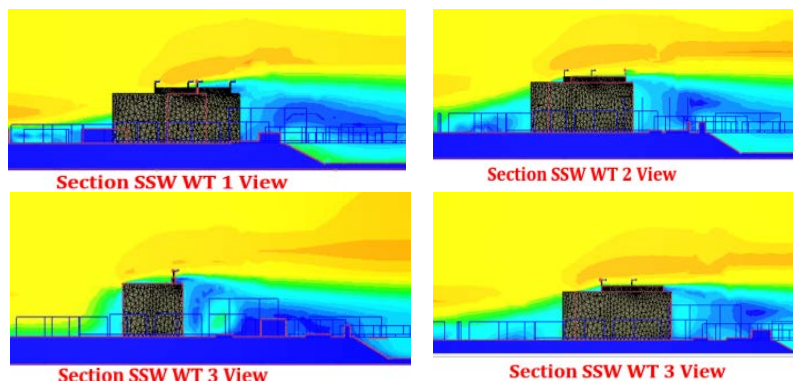 Section SSW WT 1 View
Section SSW WT 2 View
Section SSW WT 3 View
Section SSW WT 3 View